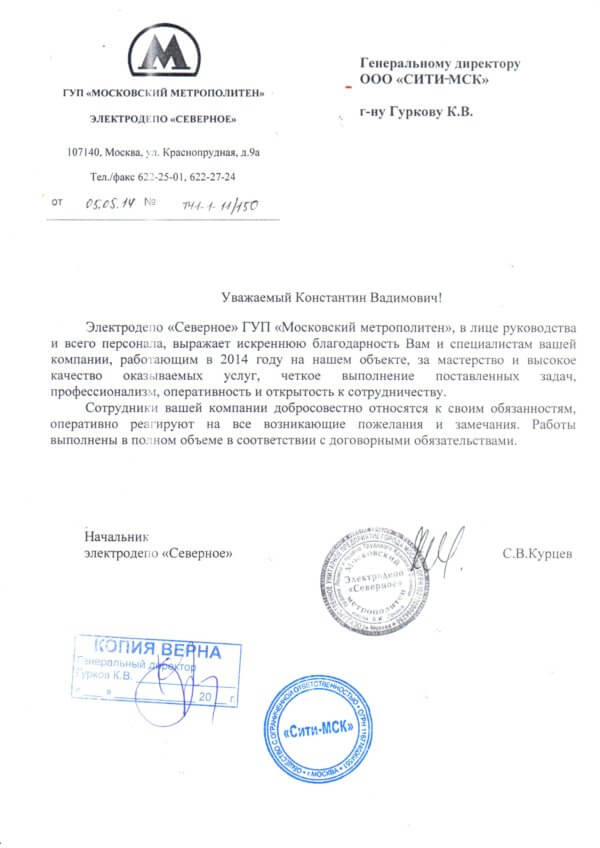 М
ГУП «МОСКОВСКИЙ МЕТРОПОЛИТЕН»
ЭЛЕКТРОДЕПО «СЕВЕРНОЕ»
107140, Москва, ул. Краснопрудная, д.9а
Тел./факс 622-25-01, 622-27-24
от 05.05.14 № ТЧ1-1-11/150
Генеральному директору
ООО «СИТИ-МСК»
г-ну Гуркову К.В.
Уважаемый Константин Вадимович!
Электродепо «Северное» ГУП «Московский метрополитен», в лице руководства
и всего персонала, выражает искреннюю благодарность Вам и специалистам вашей
компании, работающим в 2014 году на нашем объекте, за мастерство и высокое
качество оказываемых услуг, четкое выполнение поставленных задач,
профессионализм, оперативность и открытость к сотрудничеству.
Сотрудники вашей компании добросовестно относятся к своим обязанностям,
оперативно реагируют на все возникающие пожелания и замечания. Работы
выполнены в полном объеме в соответствии с договорными обязательствами.
Начальник
электродепо «Северное»
С.В.Курцев
Московский
Электродепо
«Северное»
метрополитен
КОПИЯ ВЕРНА
Генеральный директор
Гурков К.В.
« » 20 г.
ОБЩЕСТВО С ОГРАНИЧЕННОЙ ОТВЕТСТВЕННОСТЬЮ
«Сити-МСК»
г.МОСКВА